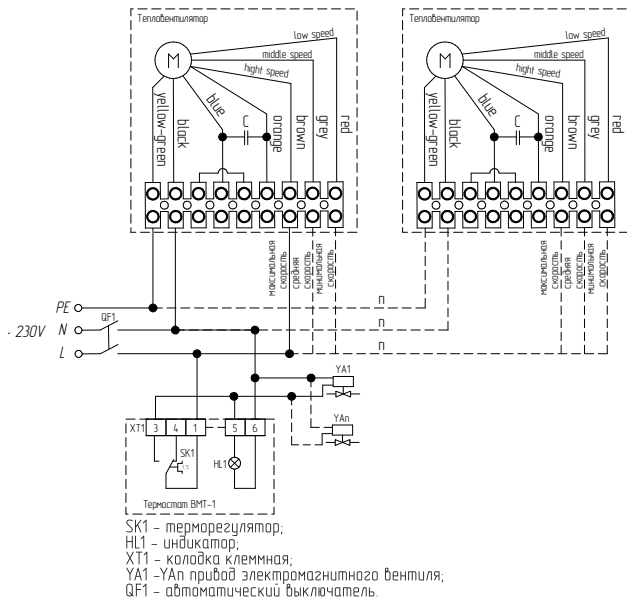 Тепловентилятор
Тепловентилятор
low speed
middle speed
hight speed
low speed
middle speed
hight speed
M
M
yellow-green
black
blue
C
orange
brown
grey
red
yellow-green
black
blue
C
orange
brown
grey
red
максимальная
скорость
средняя
скорость
минимальная
скорость
максимальная
скорость
средняя
скорость
минимальная
скорость
PE
n
QF1
~ 230V
N
n
L
n
YA1
XT1
3
4
1
5
6
YAn
SK1
t,°C
HL1
Термостат ВМТ-1
SK1 – терморегулятор;
HL1 – индикатор;
XT1 – колодка клеммная;
YA1 –YAn привод электромагнитного вентиля;
QF1 – автоматический выключатель.